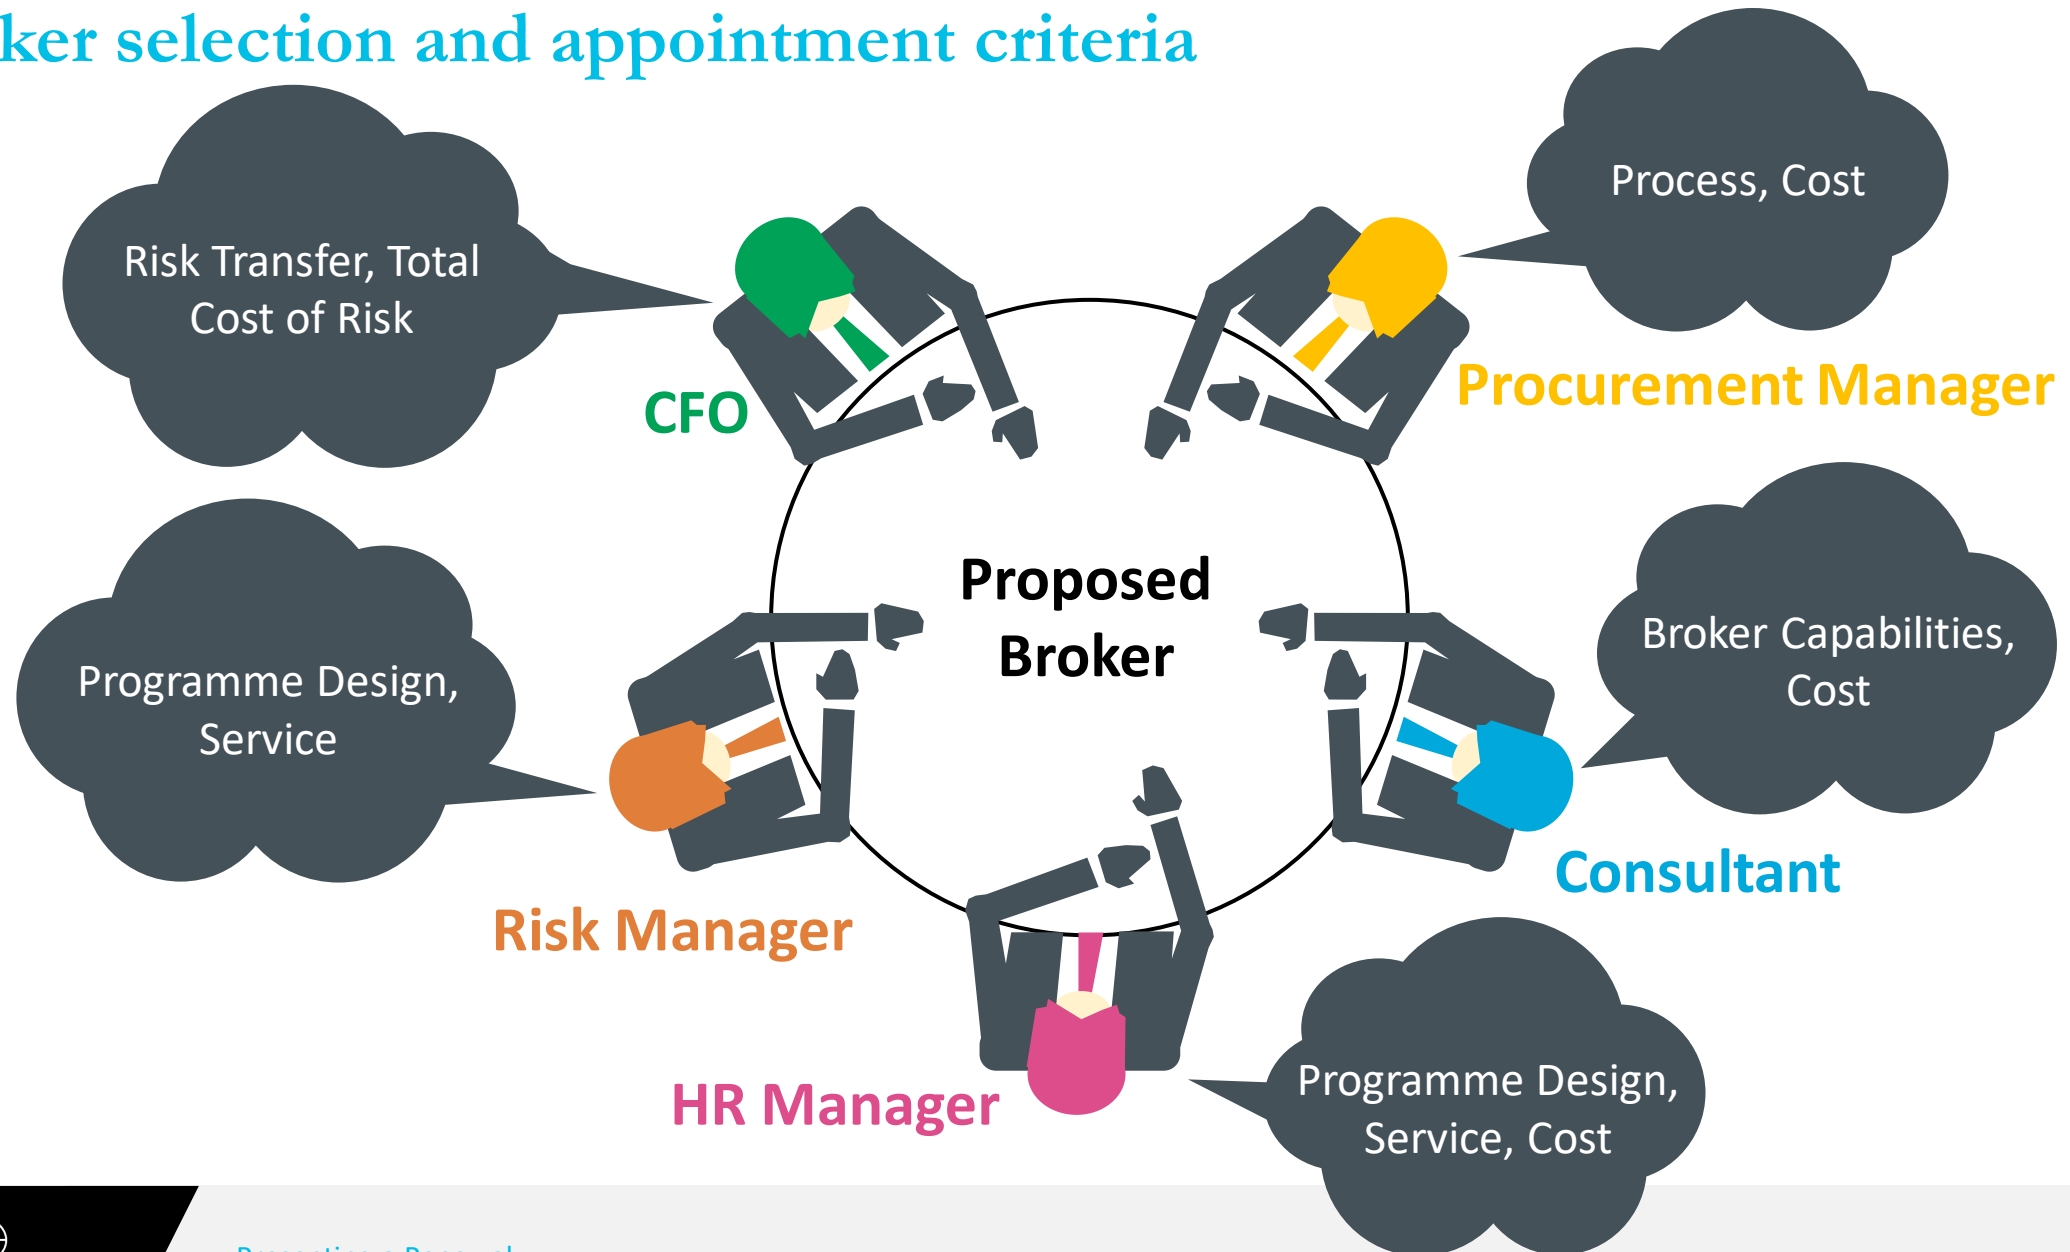 ker selection and appointment criteria
Process, Cost
Risk Transfer, Total
Cost of Risk
CFO
Procurement Manager
Proposed
Broker
Programme Design,
Service
Broker Capabilities,
Cost
Risk Manager
Consultant
HR Manager
Programme Design,
Service, Cost